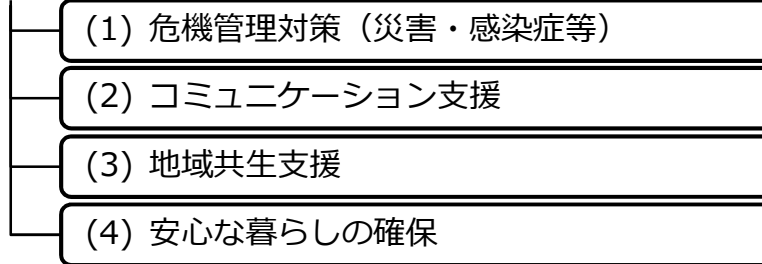 (1) 危機管理対策（災害・感染症等）
(2) コミュニケーション支援
(3) 地域共生支援
(4) 安心な暮らしの確保